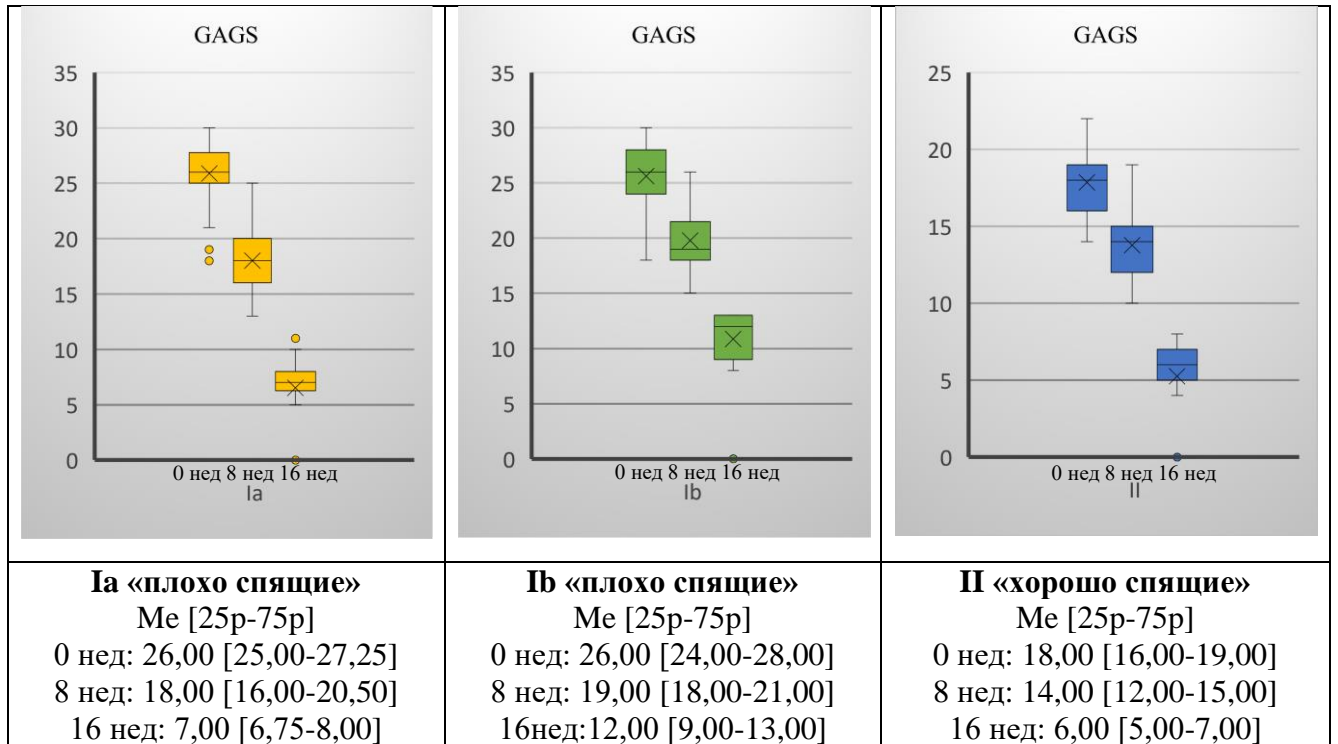 GAGS
35
30
25
20
15
10
5
0
0 нед 8 нед 16 нед
Ia
GAGS
35
30
25
20
15
10
5
0
0 нед 8 нед 16 нед
Ib
GAGS
25
20
15
10
5
0
0 нед 8 нед 16 нед
II
Ia «плохо спящие»
Me [25p-75p]
0 нед: 26,00 [25,00-27,25]
8 нед: 18,00 [16,00-20,50]
16 нед: 7,00 [6,75-8,00]
Ib «плохо спящие»
Me [25p-75p]
0 нед: 26,00 [24,00-28,00]
8 нед: 19,00 [18,00-21,00]
16нед:12,00 [9,00-13,00]
II «хорошо спящие»
Me [25p-75p]
0 нед: 18,00 [16,00-19,00]
8 нед: 14,00 [12,00-15,00]
16 нед: 6,00 [5,00-7,00]